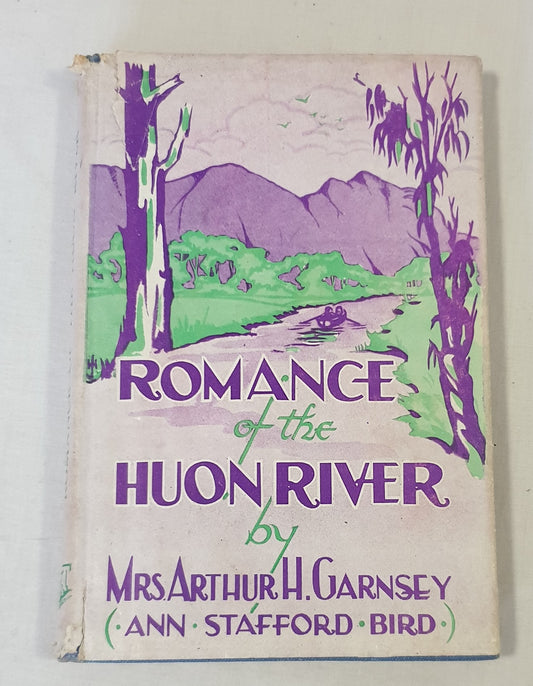 ROMANCE
of the
HUON RIVER
by
MRS. ARTHUR H. GARNSEY
(·ANN·STAFFORD·BIRD·)